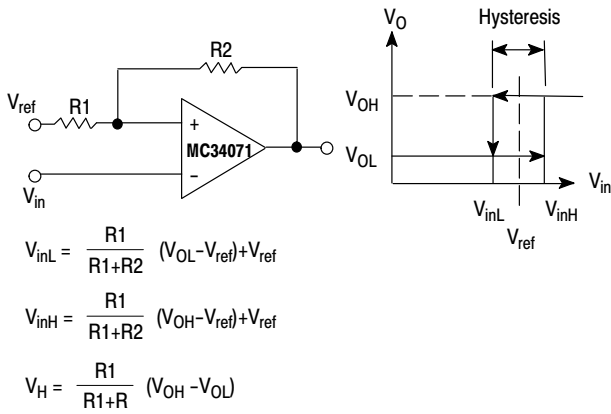 R2
Vref
R1
+
MC34071
−
Vin
Hysteresis
VO
VOH
VOL
Vin
VinL
VinH
Vref
VinL = R1 / R1+R2 (VOL−Vref)+Vref
VinH = R1 / R1+R2 (VOH−Vref)+Vref
VH = R1 / R1+R (VOH −VOL)